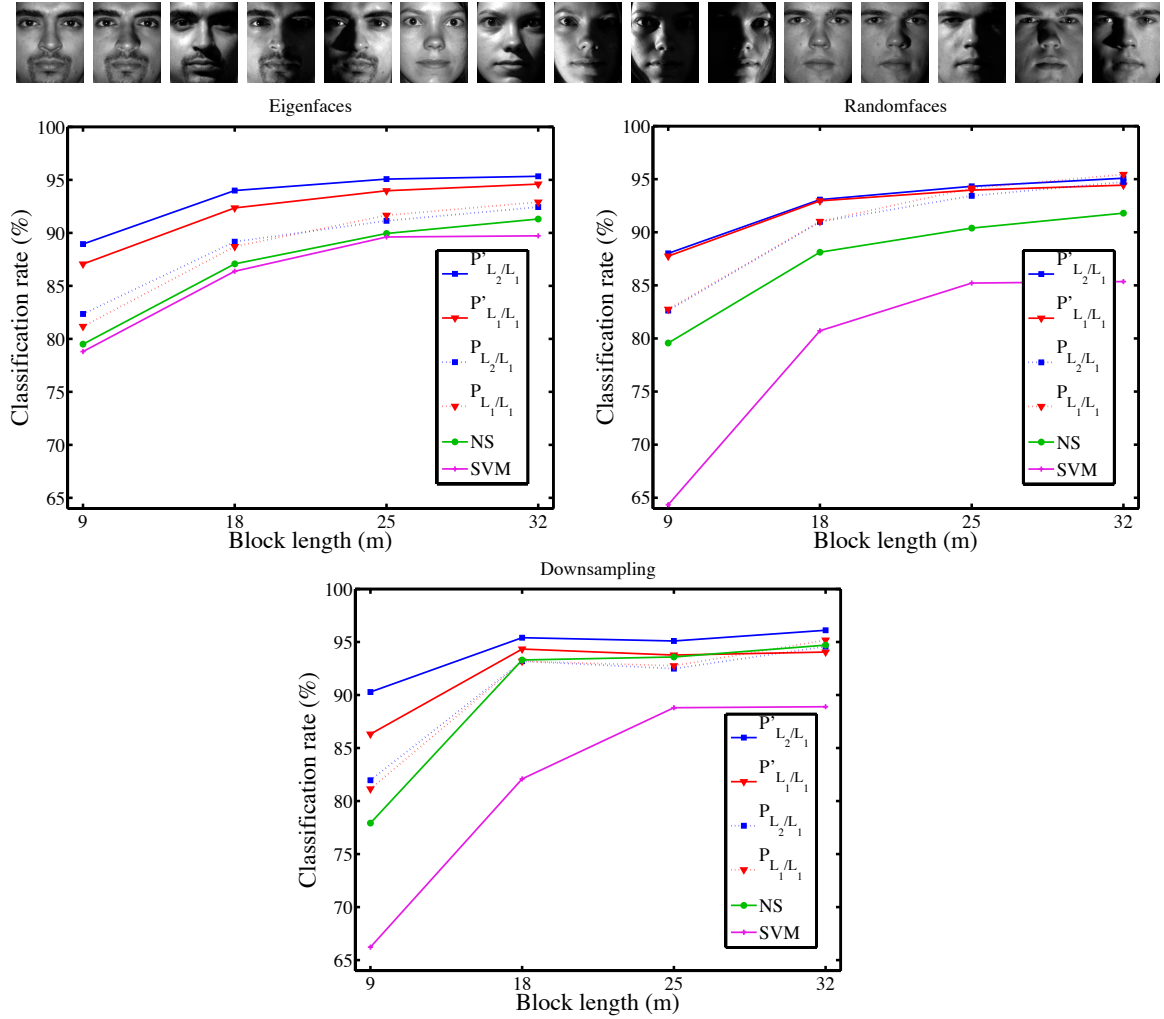 Eigenfaces
Classification rate (%)
100
95
90
85
80
75
70
65
9 18 25 32
Block length (m)
P'L2/L1
P'L1/L1
PL2/L1
PL1/L1
NS
SVM
Randomfaces
Classification rate (%)
100
95
90
85
80
75
70
65
9 18 25 32
Block length (m)
P'L2/L1
P'L1/L1
PL2/L1
PL1/L1
NS
SVM
Downsampling
Classification rate (%)
100
95
90
85
80
75
70
65
9 18 25 32
Block length (m)
P'L2/L1
P'L1/L1
PL2/L1
PL1/L1
NS
SVM